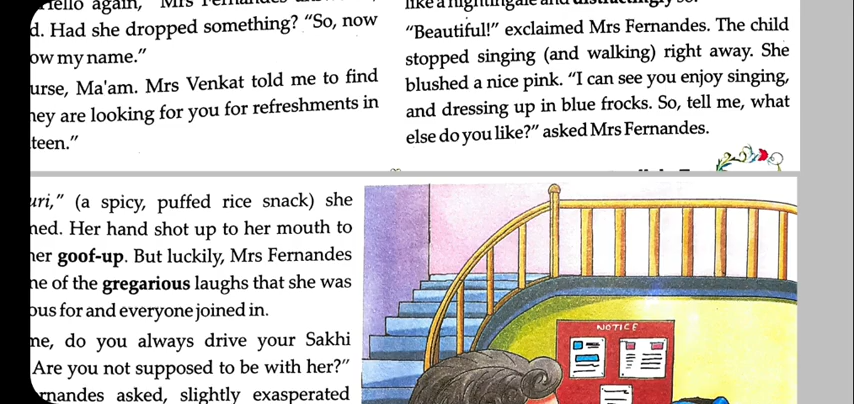 again,"
d. Had she dropped something? "So, now
ow my name."
urse, Ma'am. Mrs Venkat told me to find
hey are looking for you for refreshments in
teen."
"Beautiful!" exclaimed Mrs Fernandes. The child
stopped singing (and walking) right away. She
blushed a nice pink. "I can see you enjoy singing,
and dressing up in blue frocks. So, tell me, what
else do you like?" asked Mrs Fernandes.
uri," (a spicy, puffed rice snack) she
ned. Her hand shot up to her mouth to
her goof-up. But luckily, Mrs Fernandes
ne of the gregarious laughs that she was
ous for and everyone joined in.
me, do you always drive your Sakhi
Are you not supposed to be with her?"
rnandes asked, slightly exasperated
NOTICE